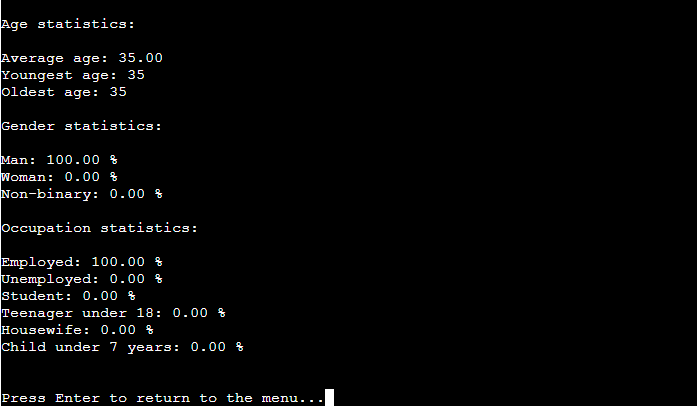 Age statistics:
Average age: 35.00
Youngest age: 35
Oldest age: 35
Gender statistics:
Man: 100.00 %
Woman: 0.00 %
Non-binary: 0.00 %
Occupation statistics:
Employed: 100.00 %
Unemployed: 0.00 %
Student: 0.00 %
Teenager under 18: 0.00 %
Housewife: 0.00 %
Child under 7 years: 0.00 %
Press Enter to return to the menu...